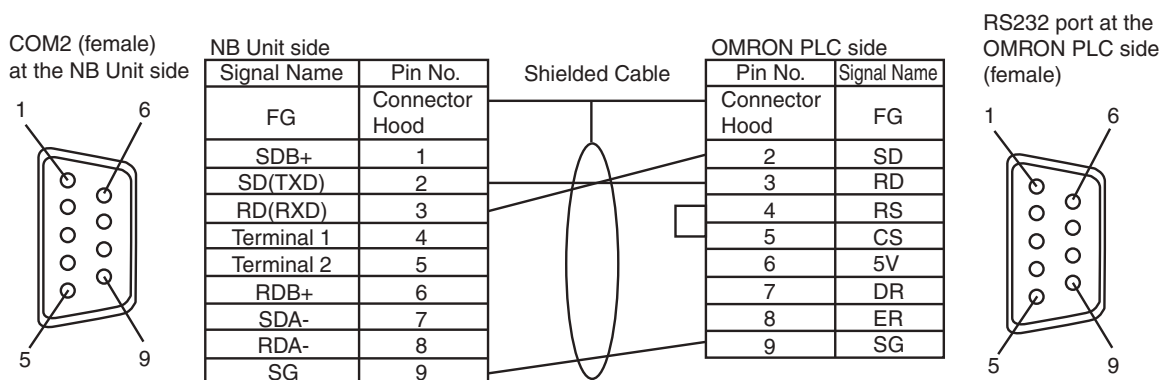 COM2 (female)
at the NB Unit side
1
6
5
9
NB Unit side
Signal Name Pin No.
FG Connector
Hood
SDB+ 1
SD(TXD) 2
RD(RXD) 3
Terminal 1 4
Terminal 2 5
RDB+ 6
SDA- 7
RDA- 8
SG 9
Shielded Cable
OMRON PLC side
Pin No. Signal Name
Connector
Hood FG
2 SD
3 RD
4 RS
5 CS
6 5V
7 DR
8 ER
9 SG
RS232 port at the
OMRON PLC side
(female)
1
6
5
9